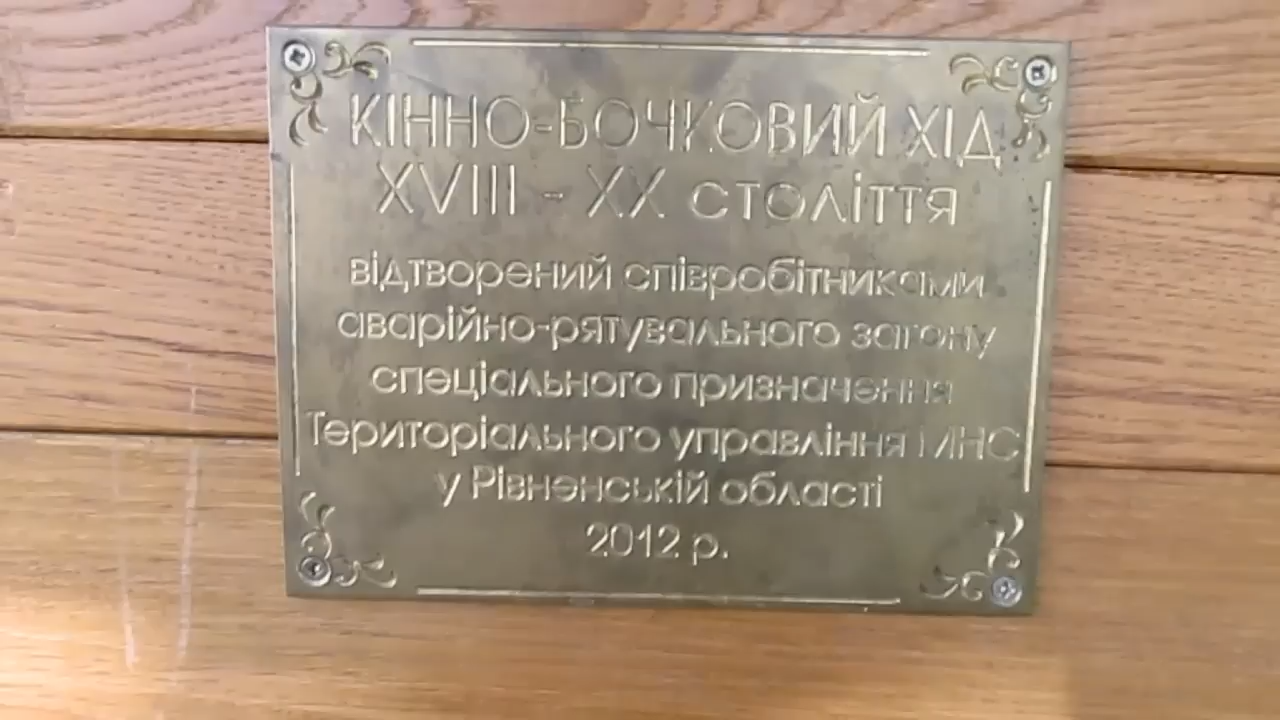 КІННО-БОЧКОВИЙ ХІД
XVIII - XX століття
відтворений співробітниками
аварійно-рятувального загону
спеціального призначення
Територіального управління МНС
у Рівненській області
2012 р.